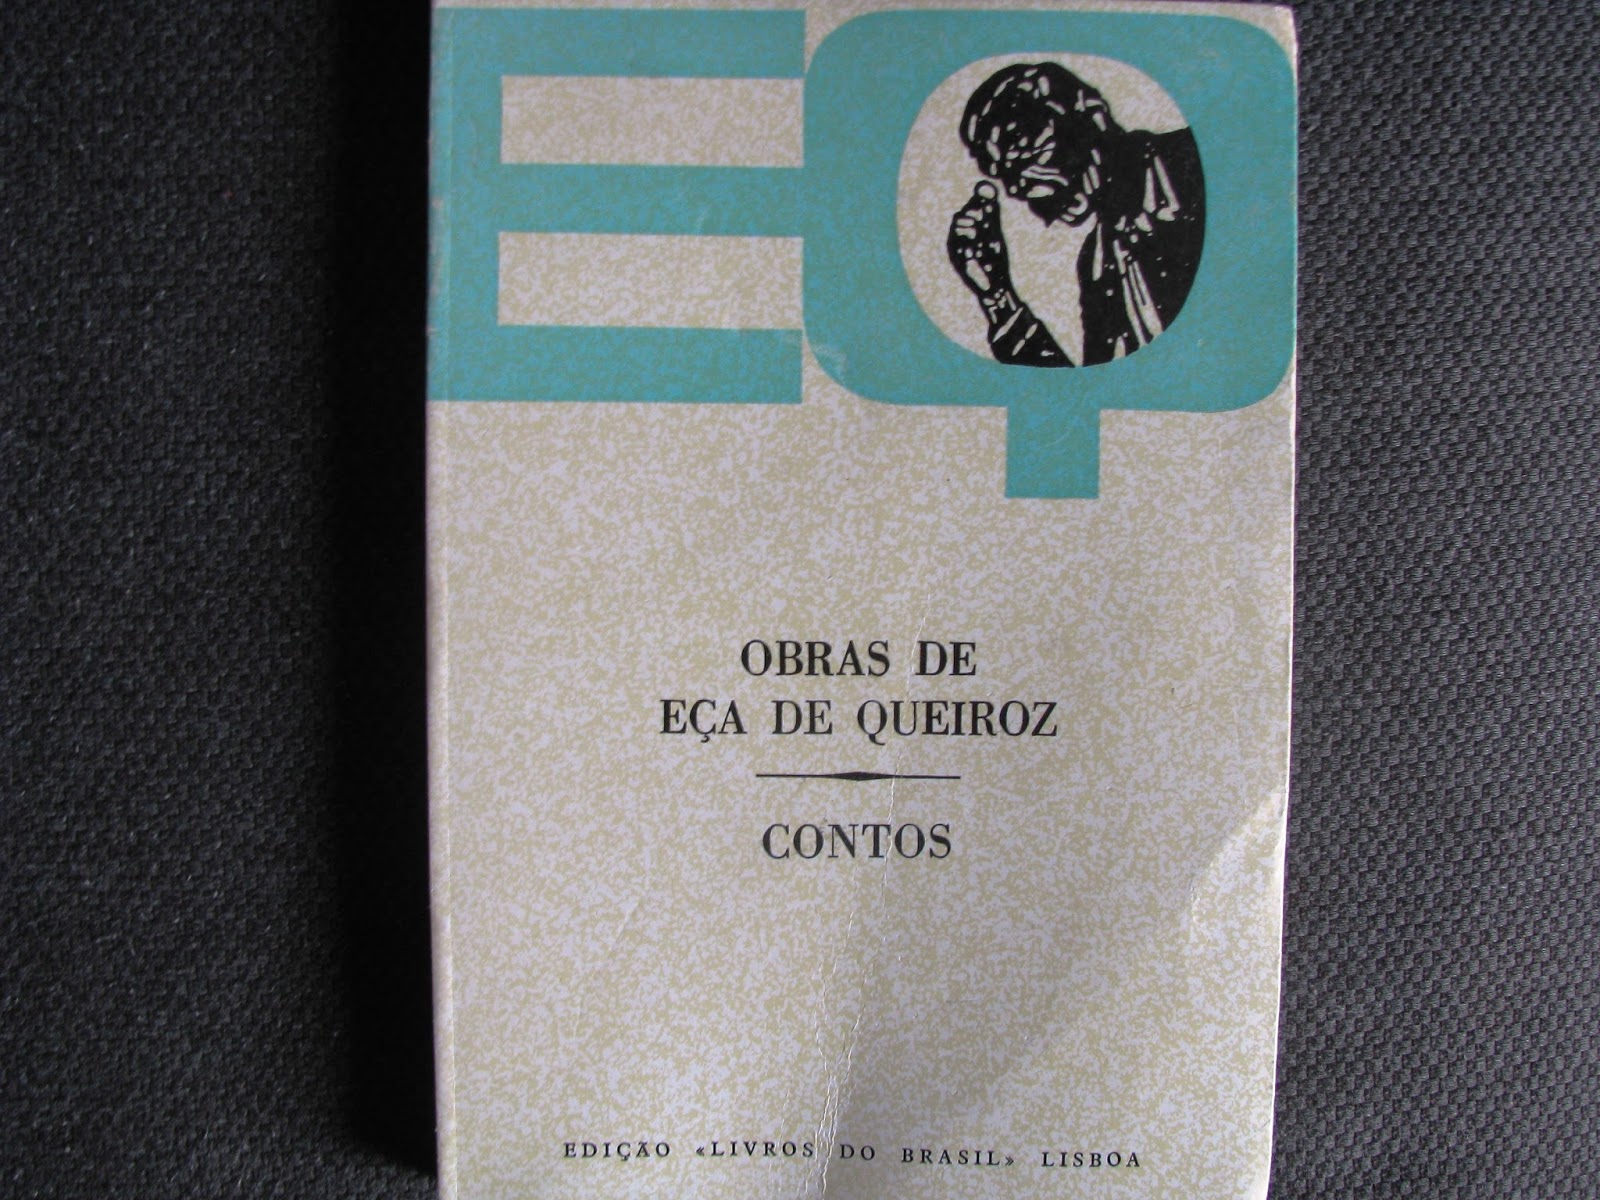 EQ
OBRAS DE
EÇA DE QUEIROZ
CONTOS
EDIÇÃO «LIVROS DO BRASIL» LISBOA